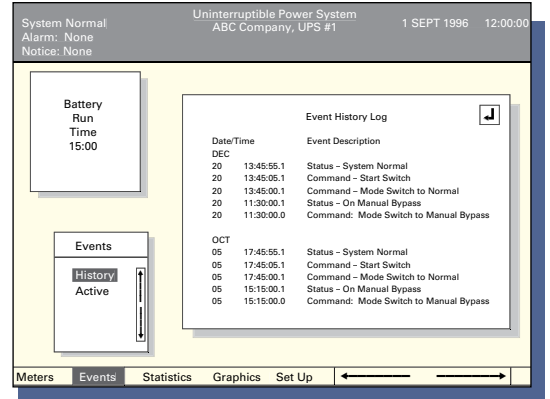 System Normal
Alarm: None
Notice: None
Uninterruptible Power System
ABC Company, UPS #1
1 SEPT 1996 12:00:00
Battery
Run
Time
15:00
Event History Log
Date/Time Event Description
DEC
20 13:45:55.1 Status – System Normal
20 13:45:05.1 Command – Start Switch
20 13:45:00.1 Command – Mode Switch to Normal
20 11:30:00.1 Status – On Manual Bypass
20 11:30:00.0 Command: Mode Switch to Manual Bypass
OCT
05 17:45:55.1 Status – System Normal
05 17:45:05.1 Command – Start Switch
05 17:45:00.1 Command – Mode Switch to Normal
05 15:15:00.1 Status – On Manual Bypass
05 15:15:00.0 Command: Mode Switch to Manual Bypass
Events
History
Active
Meters Events Statistics Graphics Set Up